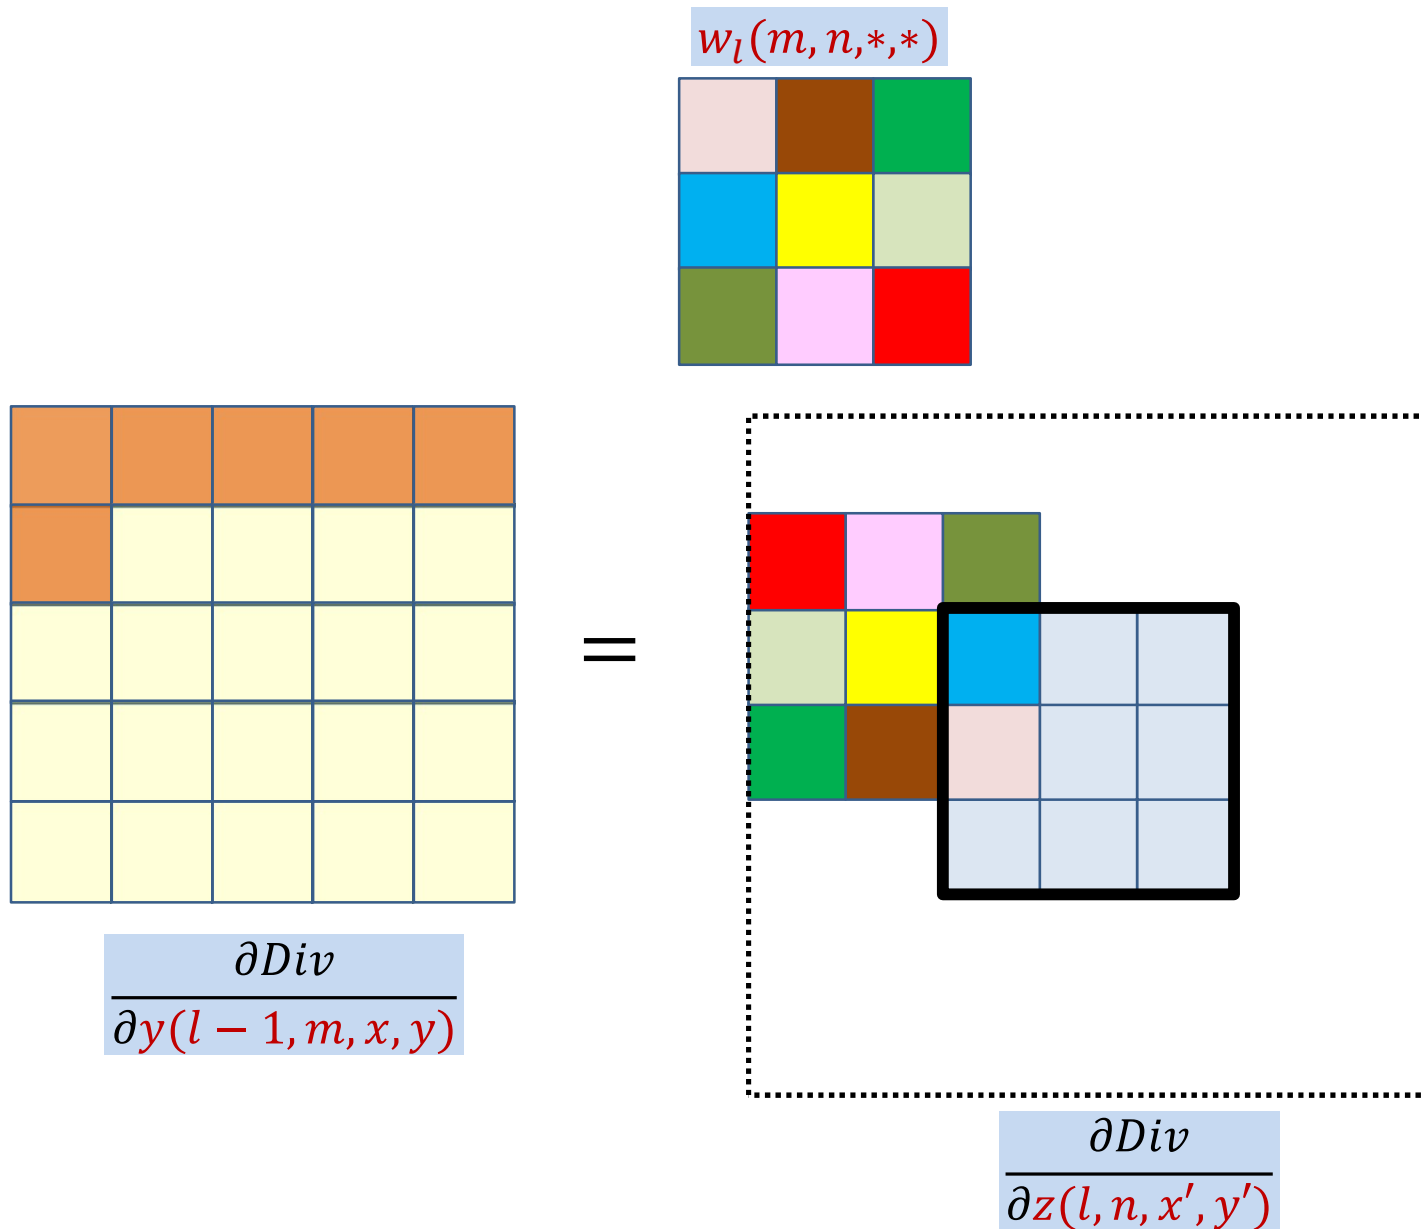 w_l(m, n,*,*)
=
∂Div
∂y(l − 1, m, x, y)
∂Div
∂z(l, n, x′, y′)